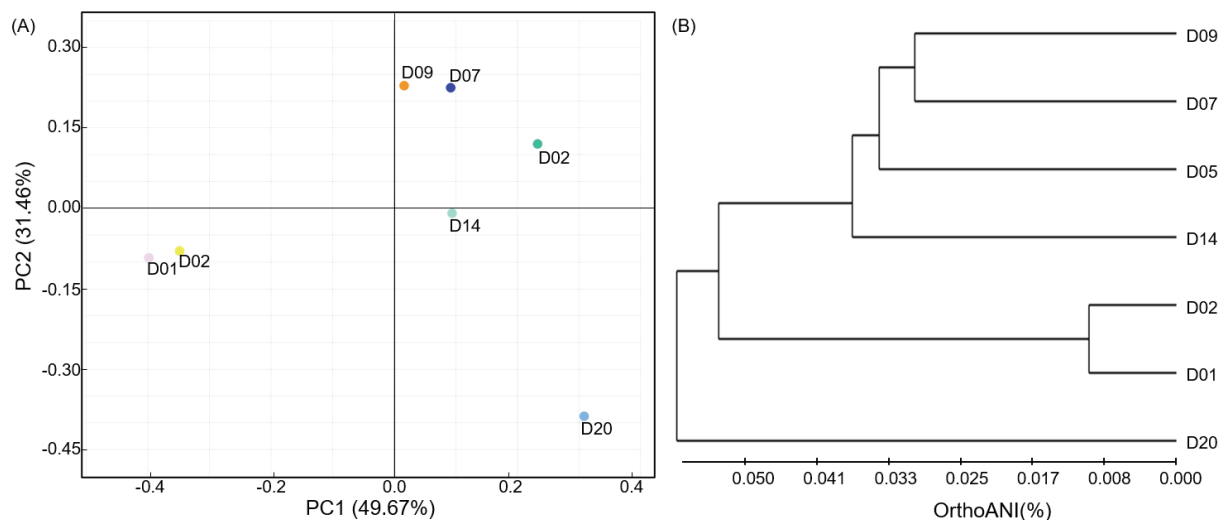 (A)
0.30
0.15
0.00
-0.15
-0.30
-0.45
PC2 (31.46%)
D09
D07
D02
D14
D01
D02
D20
-0.4
-0.2
0.0
0.2
0.4
PC1 (49.67%)
(B)
D09
D07
D05
D14
D02
D01
D20
0.050
0.041
0.033
0.025
0.017
0.008
0.000
OrthoANI(%)